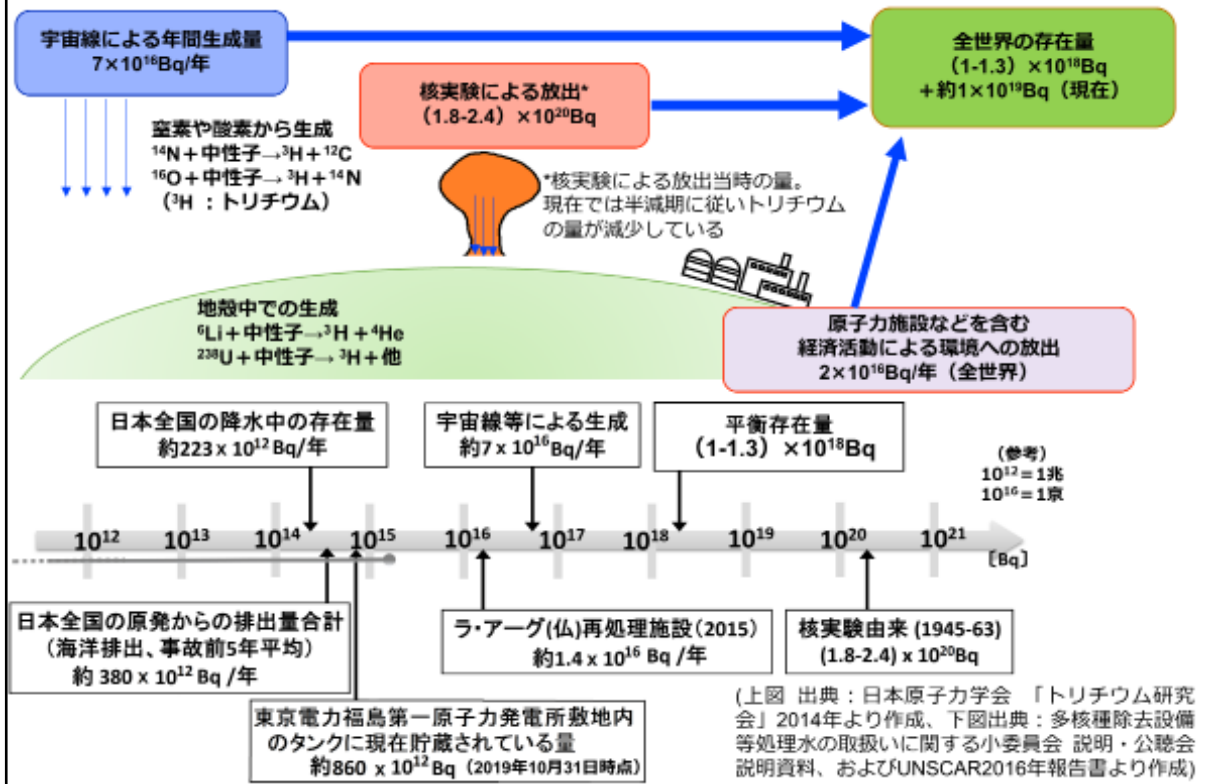 宇宙線による年間生成量
7×10¹⁶Bq/年
核実験による放出*
(1.8-2.4) ×10²⁰Bq
全世界の存在量
(1-1.3) ×10¹⁸Bq
+約1×10¹⁹Bq(現在)
窒素や酸素から生成
¹⁴N+中性子→³H+¹²C
¹⁶O+中性子→ ³H+¹⁴N
(³H :トリチウム)
*核実験による放出当時の量。
現在では半減期に従いトリチウム
の量が減少している
地殻中での生成
⁶Li+中性子→³H+⁴He
²³⁸U+中性子→ ³H+他
原子力施設などを含む
経済活動による環境への放出
2×10¹⁶Bq/年(全世界)
日本全国の降水中の存在量
約223 x 10¹² Bq/年
宇宙線等による生成
約7 x 10¹⁶ Bq/年
平衡存在量
(1-1.3) ×10¹⁸Bq
(参考)
10¹²=1兆
10¹⁶=1京
10¹² 10¹³ 10¹⁴ 10¹⁵ 10¹⁶ 10¹⁷ 10¹⁸ 10¹⁹ 10²⁰ 10²¹
[Bq]
日本全国の原発からの排出量合計
(海洋排出、事故前5年平均)
約 380 x 10¹² Bq /年
ラ・アーグ(仏)再処理施設(2015)
約1.4 x 10¹⁶ Bq /年
核実験由来 (1945-63)
(1.8-2.4) x 10²⁰Bq
東京電力福島第一原子力発電所敷地内
のタンクに現在貯蔵されている量
約860 x 10¹² Bq (2019年10月31日時点)
(上図 出典:日本原子力学会 「トリチウム研究
会」2014年より作成、下図出典:多核種除去設備
等処理水の取扱いに関する小委員会 説明・公聴会
説明資料、およびUNSCAR2016年報告書より作成)